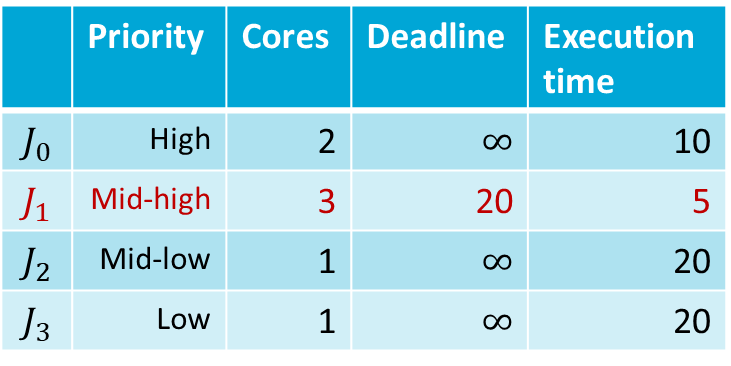 Priority Cores Deadline Execution time
J₀ High 2 ∞ 10
J₁ Mid-high 3 20 5
J₂ Mid-low 1 ∞ 20
J₃ Low 1 ∞ 20